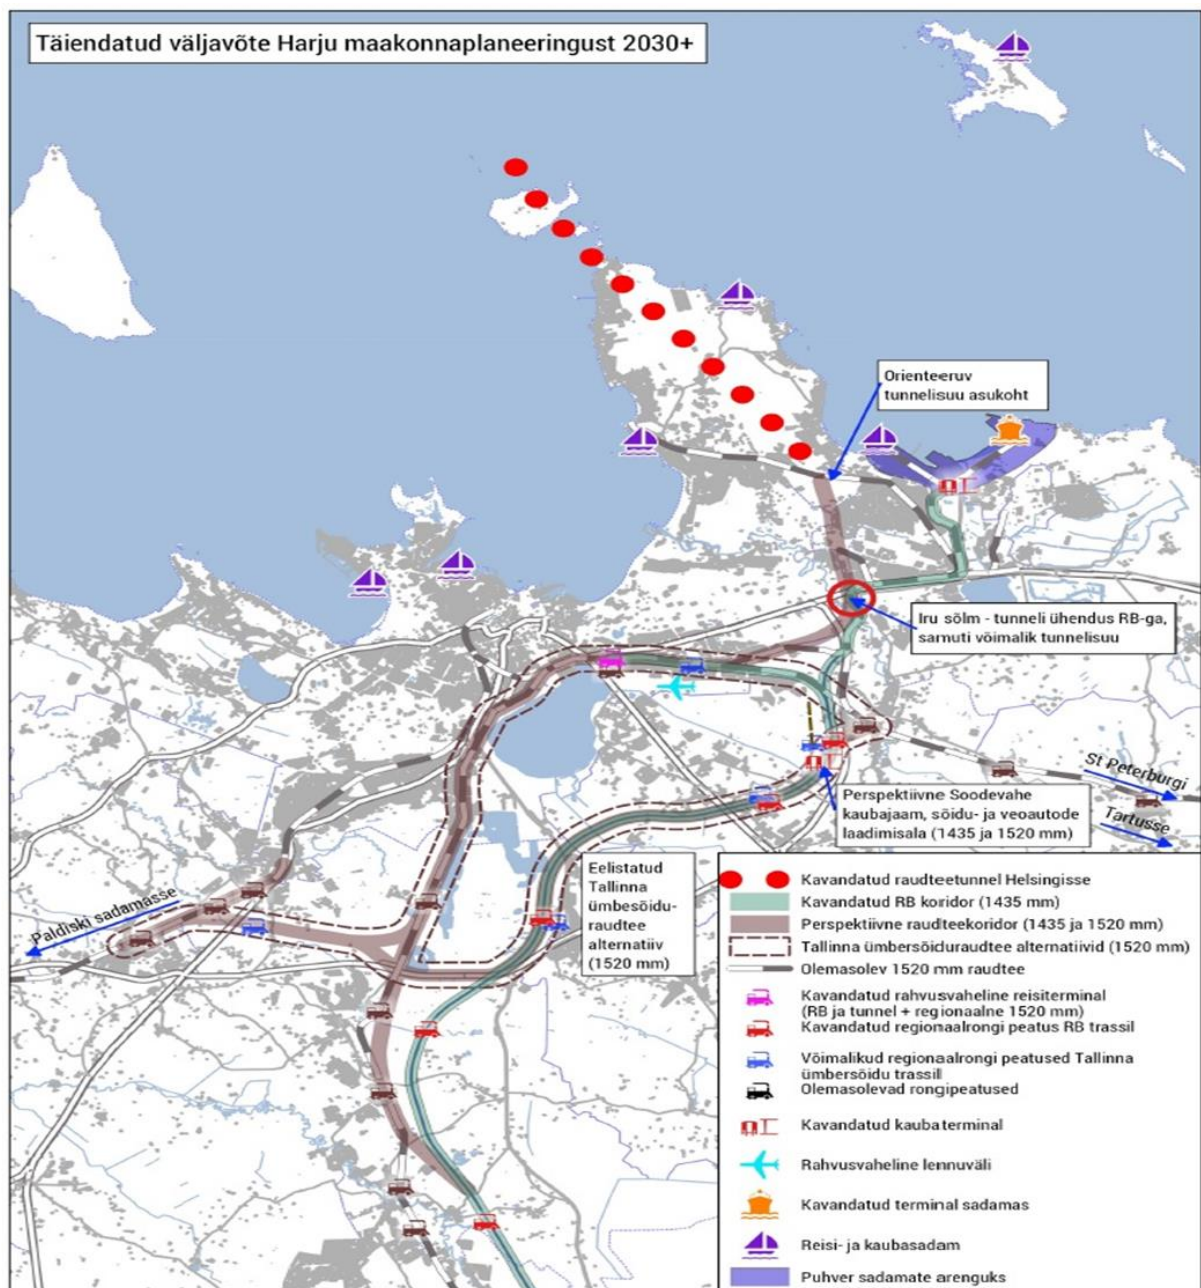 Täiendatud väljavõte Harju maakonnaplaneeringust 2030+
Orienteeruv
tunnelisuu asukoht
Iru sõlm - tunneli ühendus RB-ga,
samuti võimalik tunnelisuu
St Peterburgi
Tartusse
Perspektiivne Soodevahe
kaubajaam, sõidu- ja veoautode
laadimisala (1435 ja 1520 mm)
Eelistatud
Tallinna
ümbesõidu-
raudtee
alternatiiv
(1520 mm)
Paldiski sadamasse
Kavandatud raudteetunnel Helsingisse
Kavandatud RB koridor (1435 mm)
Perspektiivne raudteekoridor (1435 ja 1520 mm)
Tallinna ümbersõiduraudtee alternatiivid (1520 mm)
Olemasolev 1520 mm raudtee
Kavandatud rahvusvaheline reisiterminal
(RB ja tunnel + regionaalne 1520 mm)
Kavandatud regionaalrongi peatus RB trassil
Võimalikud regionaalrongi peatused Tallinna
ümbersõidu trassil
Olemasolevad rongipeatused
Kavandatud kaubaterminal
Rahvusvaheline lennuväli
Kavandatud terminal sadamas
Reisi- ja kaubasadam
Puhver sadamate arenguks